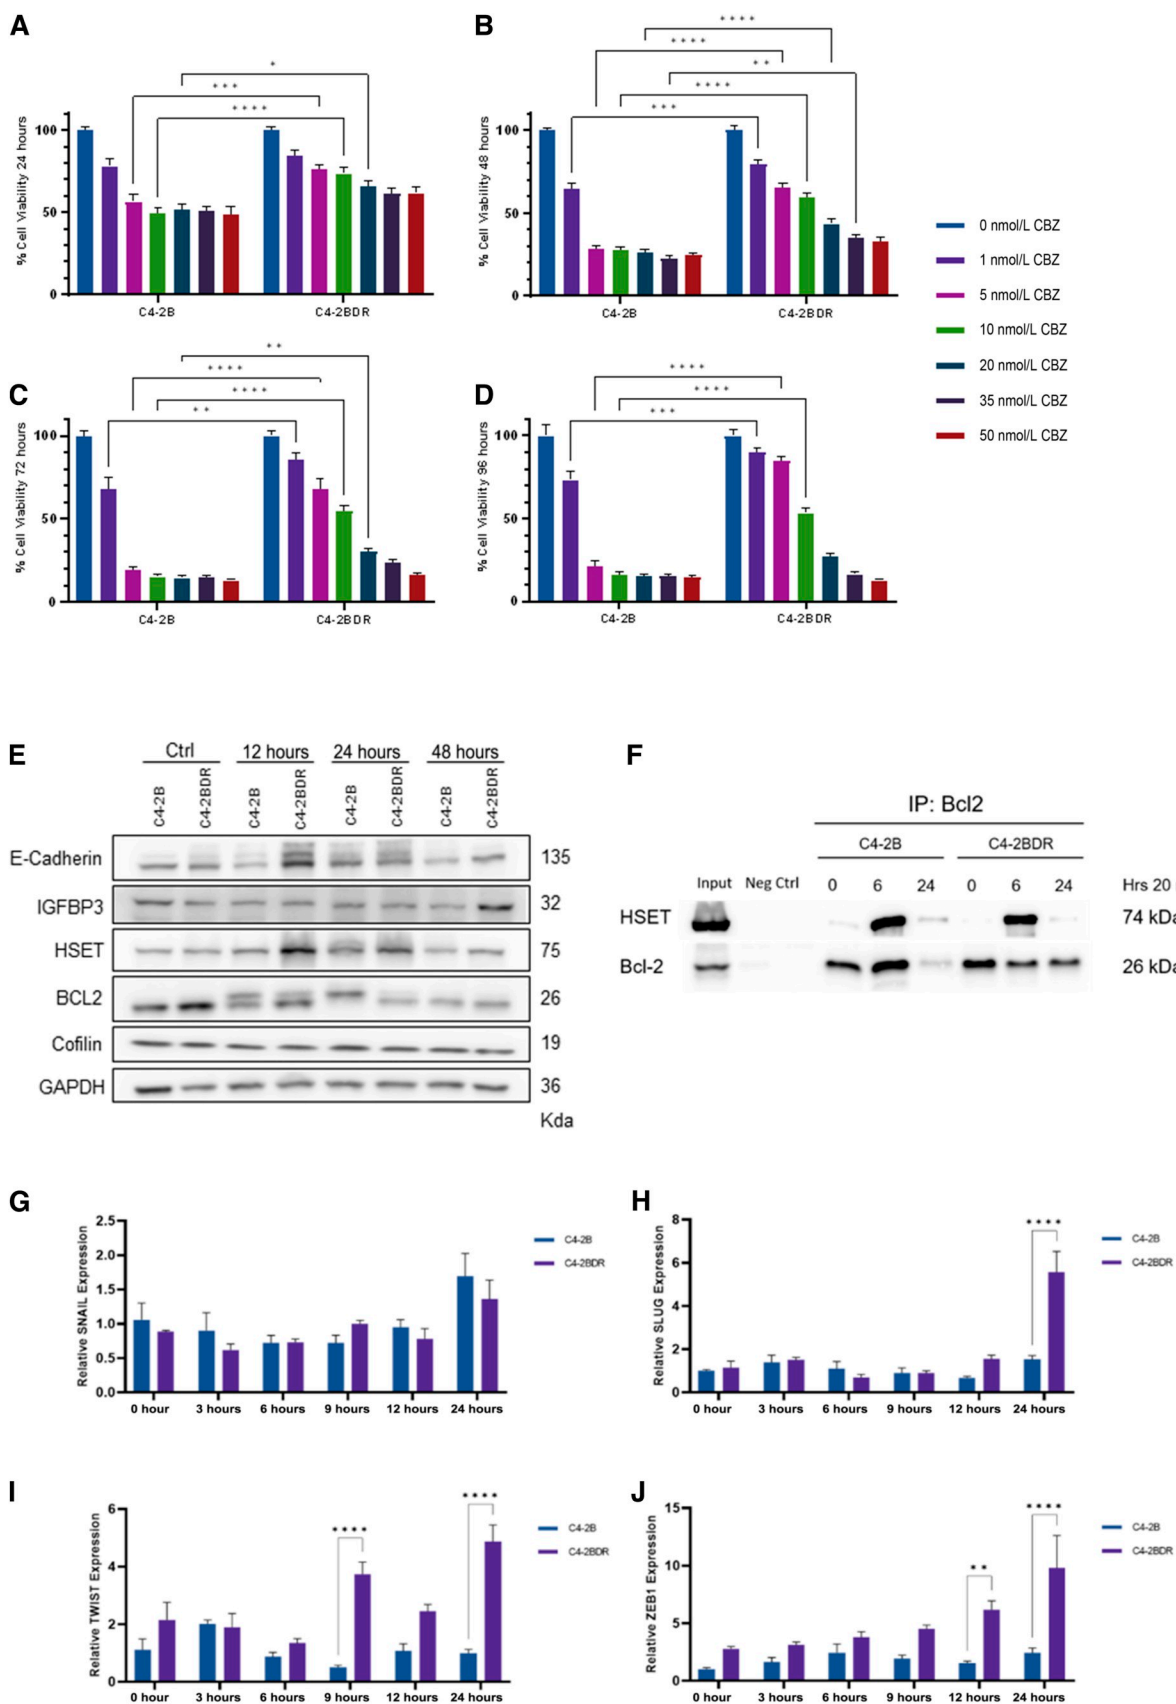 A
B
*
* * *
* * * *
* * * *
* * * *
* *
* * * *
* * *
% Cell Viability 24 hours
100
50
0
C4-2B
C4-2BDR
% Cell Viability 48 hours
100
50
0
C4-2B
C4-2BDR
0 nmol/L CBZ
1 nmol/L CBZ
5 nmol/L CBZ
10 nmol/L CBZ
20 nmol/L CBZ
35 nmol/L CBZ
50 nmol/L CBZ
C
D
* *
* * * *
* * * *
* *
* * * *
* * * *
* * *
% Cell Viability 72 hours
100
50
0
C4-2B
C4-2BDR
% Cell Viability 96 hours
100
50
0
C4-2B
C4-2BDR
E
Ctrl 12 hours 24 hours 48 hours
C4-2B C4-2BDR C4-2B C4-2BDR C4-2B C4-2BDR C4-2B C4-2BDR
E-Cadherin 135
IGFBP3 32
HSET 75
BCL2 26
Cofilin 19
GAPDH 36
Kda
F
IP: Bcl2
C4-2B C4-2BDR
Input Neg Ctrl 0 6 24 0 6 24 Hrs 20
HSET 74 kDa
Bcl-2 26 kDa
G
Relative SNAIL Expression
2.5
2.0
1.5
1.0
0.5
0.0
0 hour 3 hours 6 hours 9 hours 12 hours 24 hours
C4-2B
C4-2BDR
H
Relative SLUG Expression
8
6
4
2
0
0 hour 3 hours 6 hours 9 hours 12 hours 24 hours
****
C4-2B
C4-2BDR
I
Relative TWIST Expression
6
4
2
0
0 hour 3 hours 6 hours 9 hours 12 hours 24 hours
****
****
C4-2B
C4-2BDR
J
Relative ZEB1 Expression
15
10
5
0
0 hour 3 hours 6 hours 9 hours 12 hours 24 hours
* *
****
C4-2B
C4-2BDR